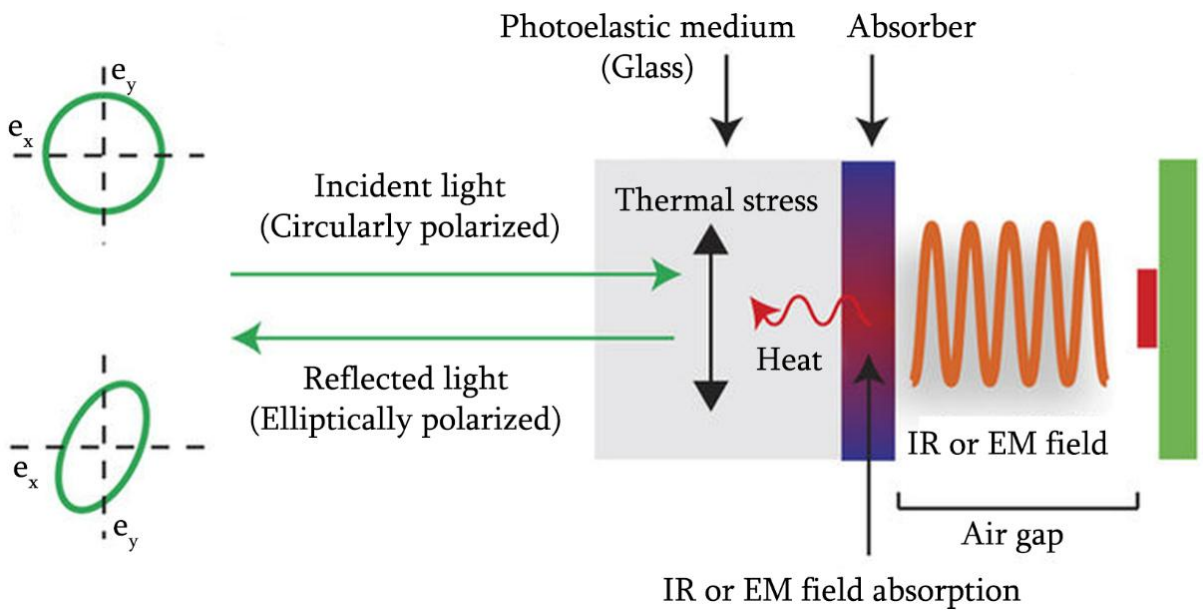 Photoelastic medium
(Glass)
Absorber
e_y
e_x
Incident light
(Circularly polarized)
Thermal stress
Heat
Reflected light
(Elliptically polarized)
e_x
e_y
IR or EM field
Air gap
IR or EM field absorption